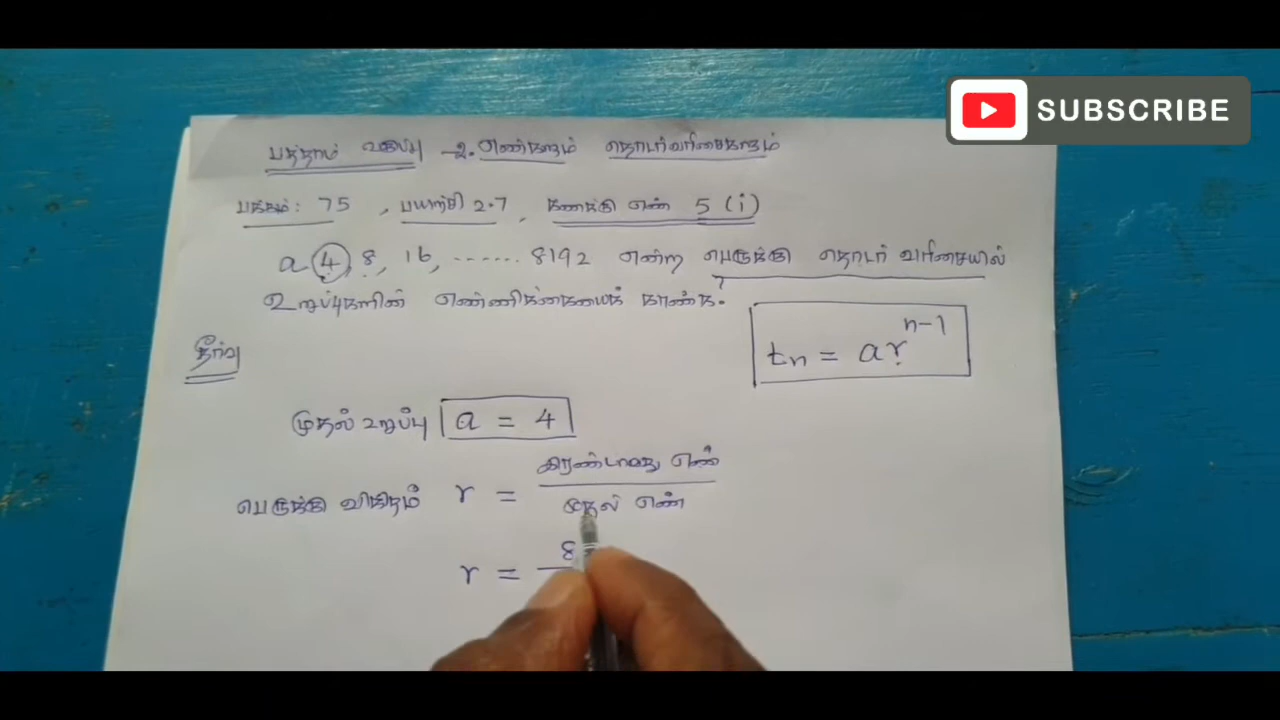 SUBSCRIBE
பத்தாம் வகுப்பு -2. எண்களும் தொடர்வரிசைகளும்
பக்கம்: 75 , பயிற்சி 2.7 , கணக்கு எண் 5 (i)
a 4, 8, 16, ...... 8192 என்ற பெருக்கு தொடர் வரிசையில்
உறுப்புகளின் எண்ணிக்கையைக் காண்க?
tn = ar^n-1
தீர்வு
முதல் உறுப்பு a = 4
இரண்டாவது எண்
பெருக்கு விகிதம் r =
முதல் எண்
8
r =